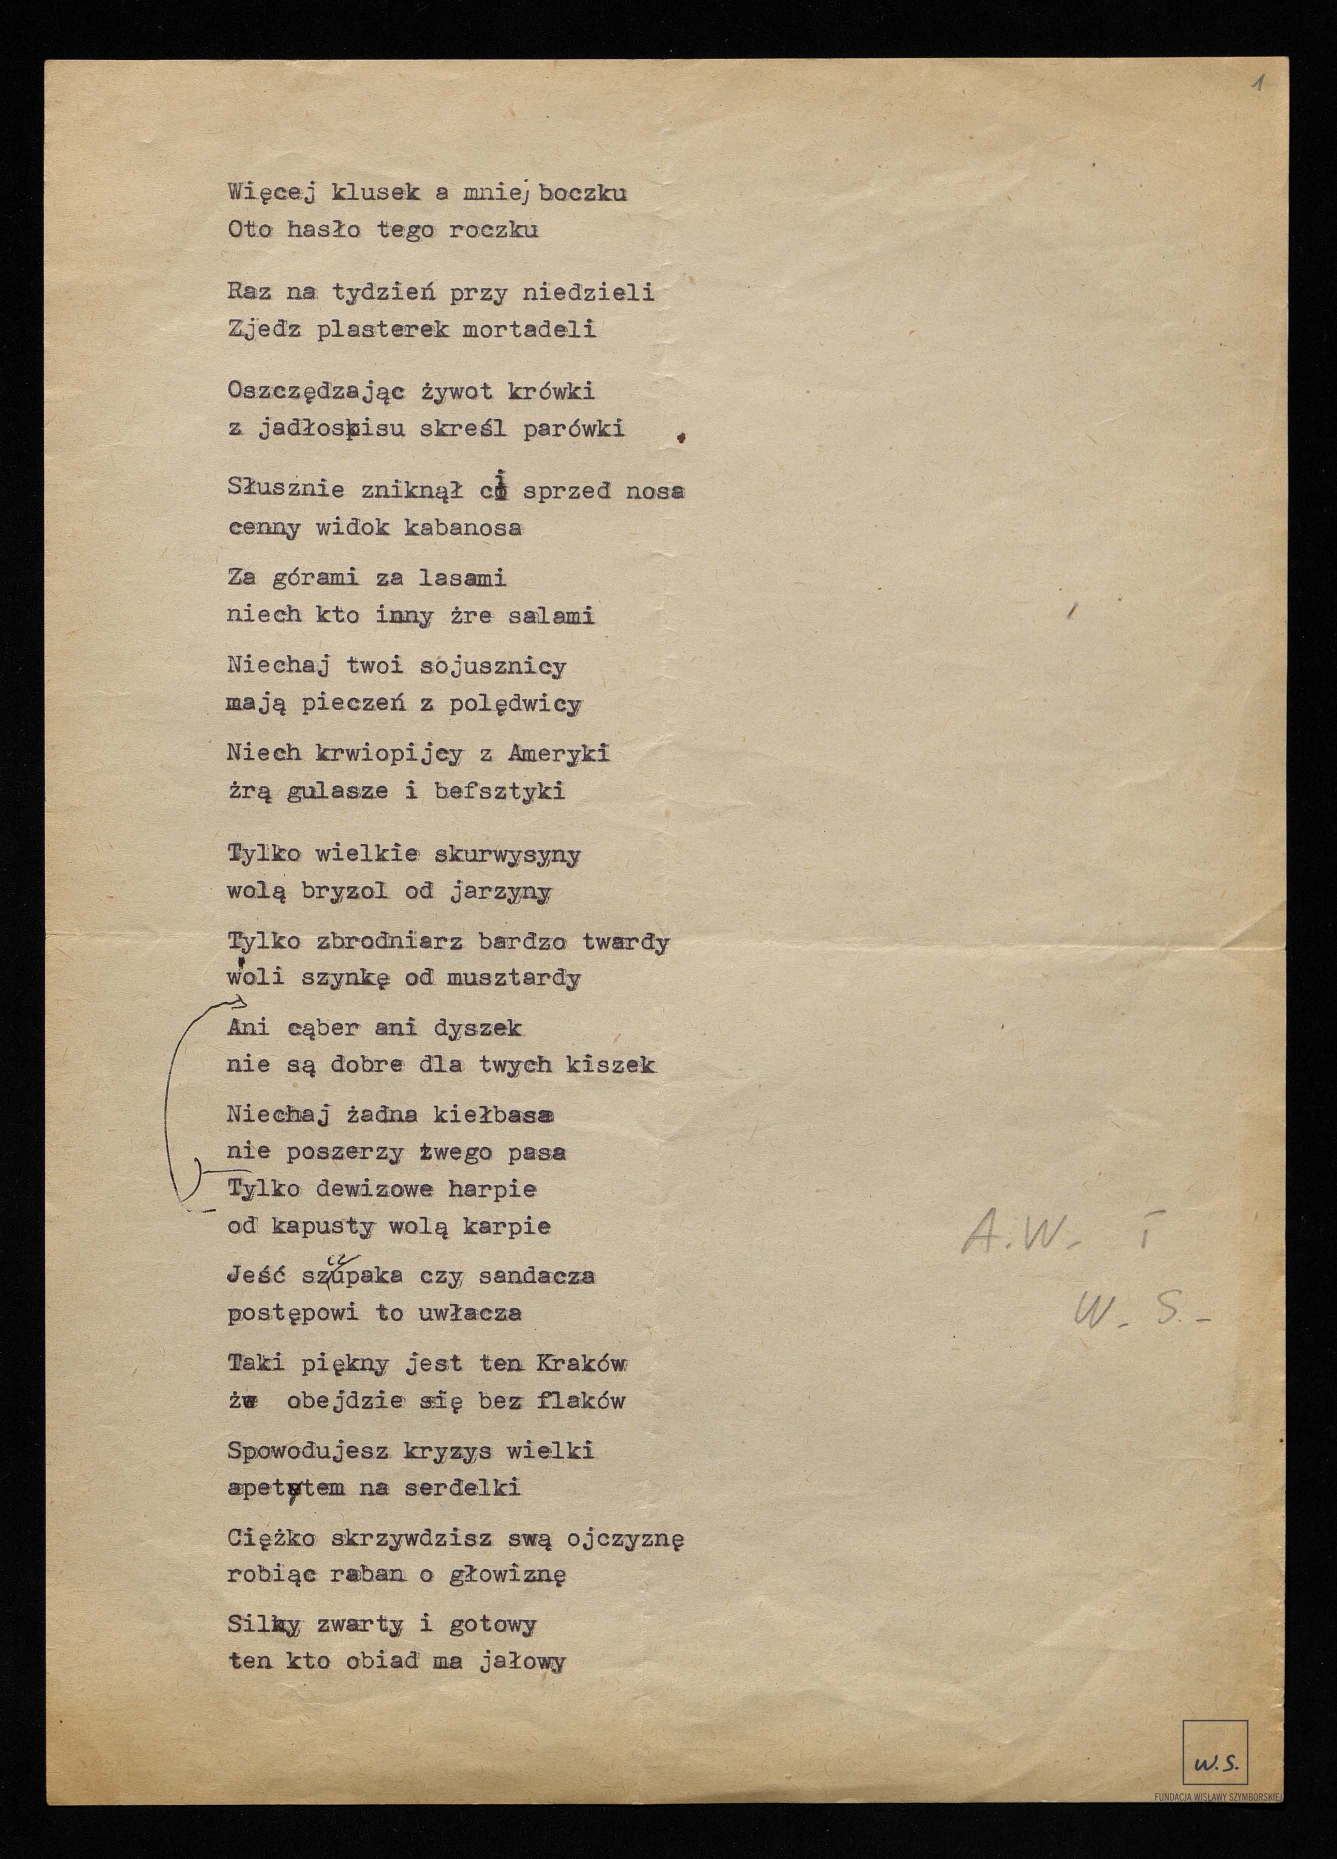 1
Więcej klusek a mniej boczku
Oto hasło tego roczku
Raz na tydzień przy niedzieli
Zjedz plasterek mortadeli
Oszczędzając żywot krówki
z jadłospisu skreśl parówki
Słusznie zniknął ci sprzed nosa
cenny widok kabanosa
Za górami za lasami
niech kto inny żre salami
Niechaj twoi sojusznicy
mają pieczeń z polędwicy
Niech krwiopijcy z Ameryki
żrą gulasze i befsztyki
Tylko wielkie skurwysyny
wolą bryzol od jarzyny
Tylko zbrodniarz bardzo twardy
woli szynkę od musztardy
Ani cąber ani dyszek
nie są dobre dla twych kiszek
Niechaj żadna kiełbasa
nie poszerzy twego pasa
Tylko dewizowe harpie
od kapusty wolą karpie
Jeść szczupaka czy sandacza
postępowi to uwłacza
Taki piękny jest ten Kraków
że obejdzie się bez flaków
Spowodujesz kryzys wielki
apetytem na serdelki
Ciężko skrzywdzisz swą ojczyznę
robiąc raban o głowiznę
Silny zwarty i gotowy
ten kto obiad ma jałowy
A.W. i
W.S.
W.S.
FUNDACJA WISŁAWY SZYMBORSKIEJ